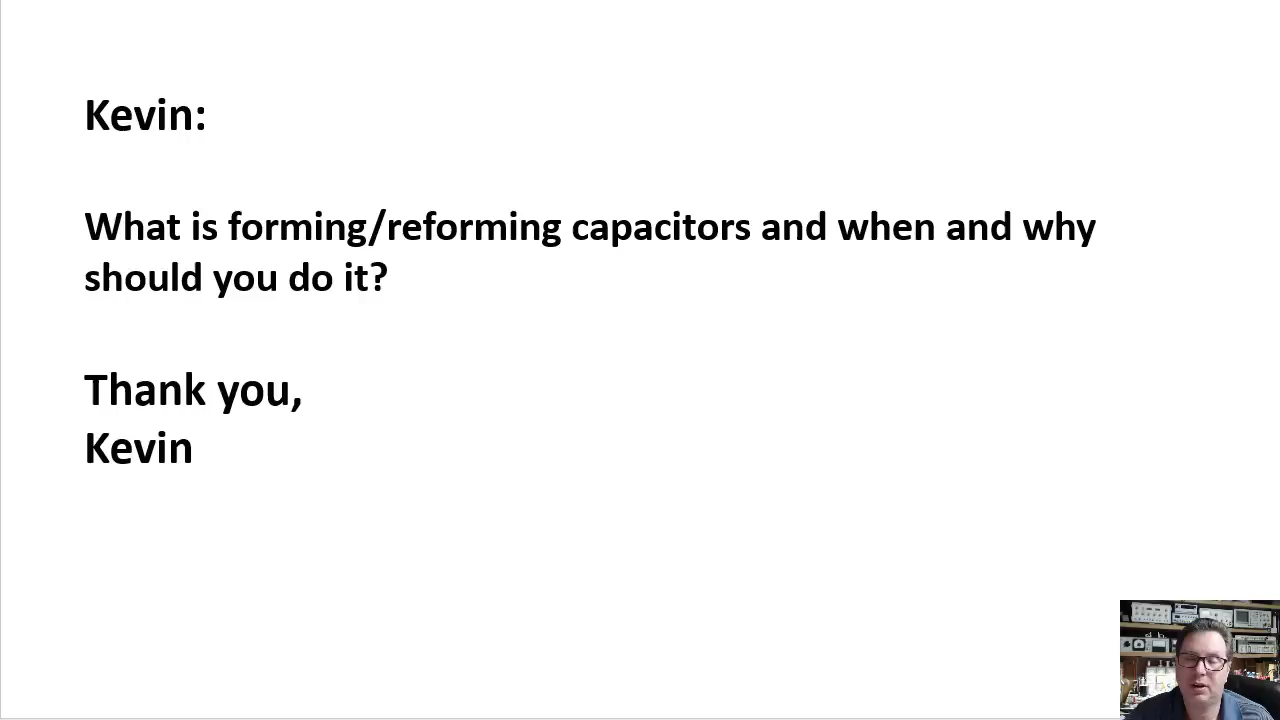 Kevin:
What is forming/reforming capacitors and when and why
should you do it?
Thank you,
Kevin